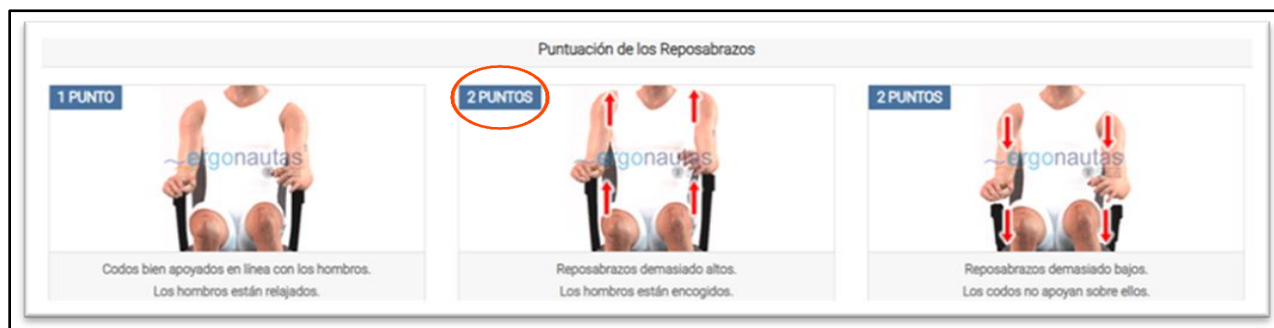 Puntuación de los Reposabrazos
1 PUNTO
2 PUNTOS
2 PUNTOS
ergonautas
ergonautas
ergonautas
Codos bien apoyados en línea con los hombros.
Los hombros están relajados.
Reposabrazos demasiado altos.
Los hombros están encogidos.
Reposabrazos demasiado bajos.
Los codos no apoyan sobre ellos.